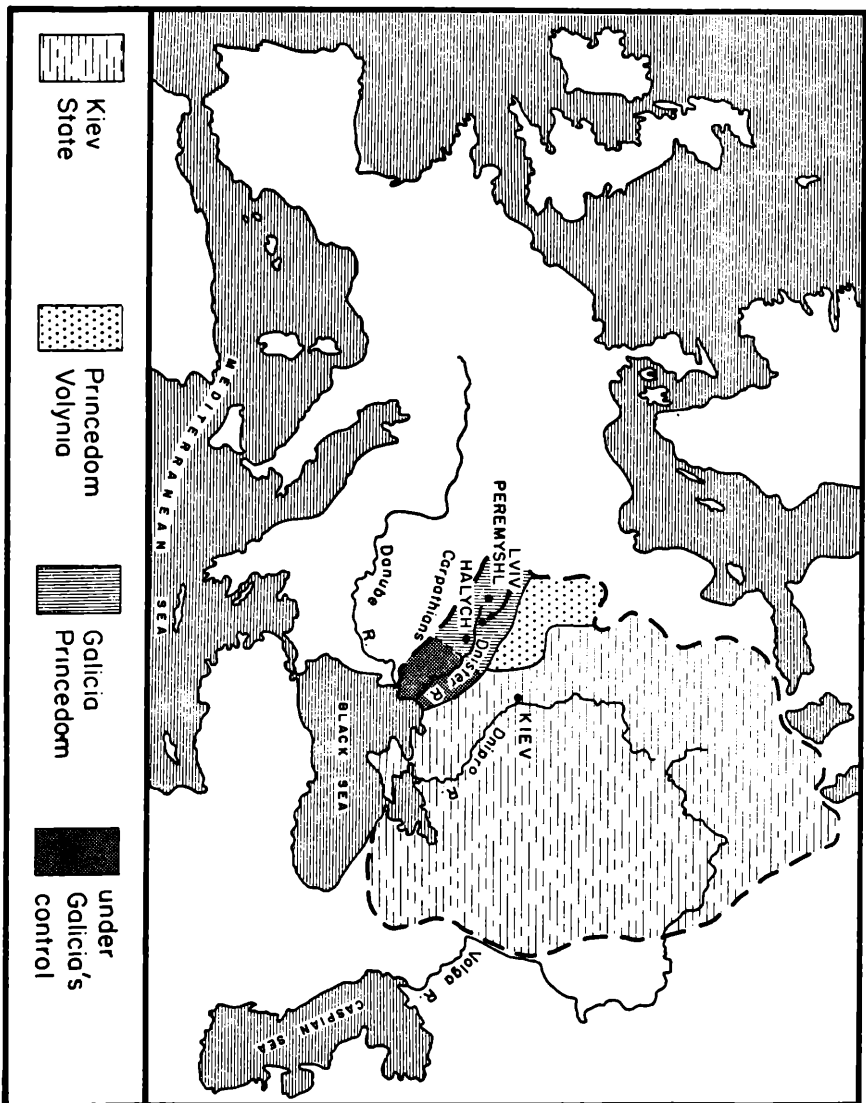 PEREMYSHL
LVIV
HALYCH
Carpathians
Danube R.
Dnister R.
KIEV
Dnipro R.
Volga R.
BLACK SEA
CASPIAN SEA
MEDITERRANEAN SEA
Kiev
State
Princedom
Volynia
Galicia
Princedom
under
Galicia's
control